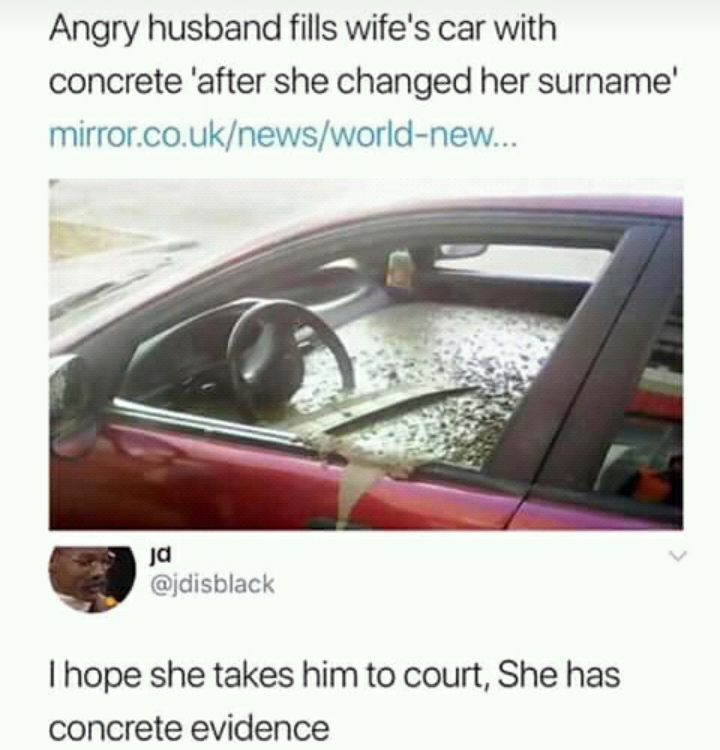 Angry husband fills wife's car with
concrete 'after she changed her surname'
mirror.co.uk/news/world-new...
jd
@jdisblack
I hope she takes him to court, She has
concrete evidence